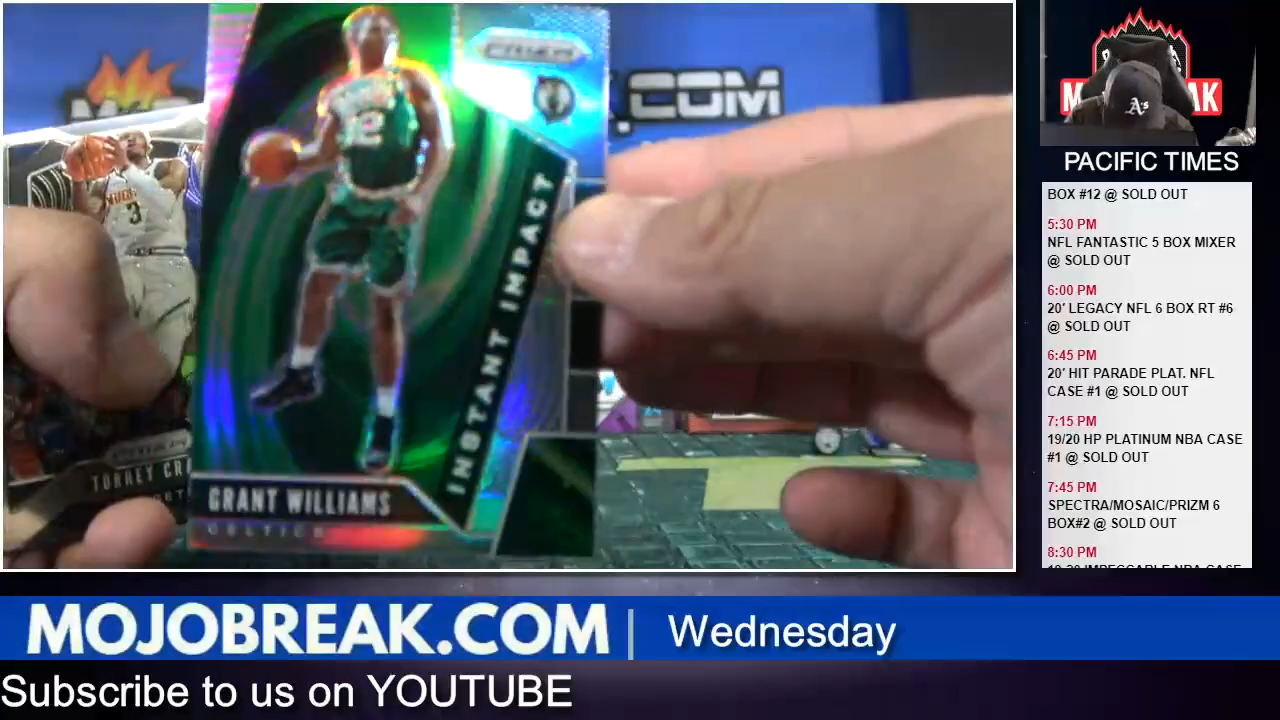 PRIZM
.COM
12
NUGGETS
3
INSTANT IMPACT
GRANT WILLIAMS
CELTICS
A's
PACIFIC TIMES
BOX #12 @ SOLD OUT
5:30 PM
NFL FANTASTIC 5 BOX MIXER
@ SOLD OUT
6:00 PM
20' LEGACY NFL 6 BOX RT #6
@ SOLD OUT
6:45 PM
20' HIT PARADE PLAT. NFL
CASE #1 @ SOLD OUT
7:15 PM
19/20 HP PLATINUM NBA CASE
#1 @ SOLD OUT
7:45 PM
SPECTRA/MOSAIC/PRIZM 6
BOX#2 @ SOLD OUT
8:30 PM
MOJOBREAK.COM
Wednesday
Subscribe to us on YOUTUBE